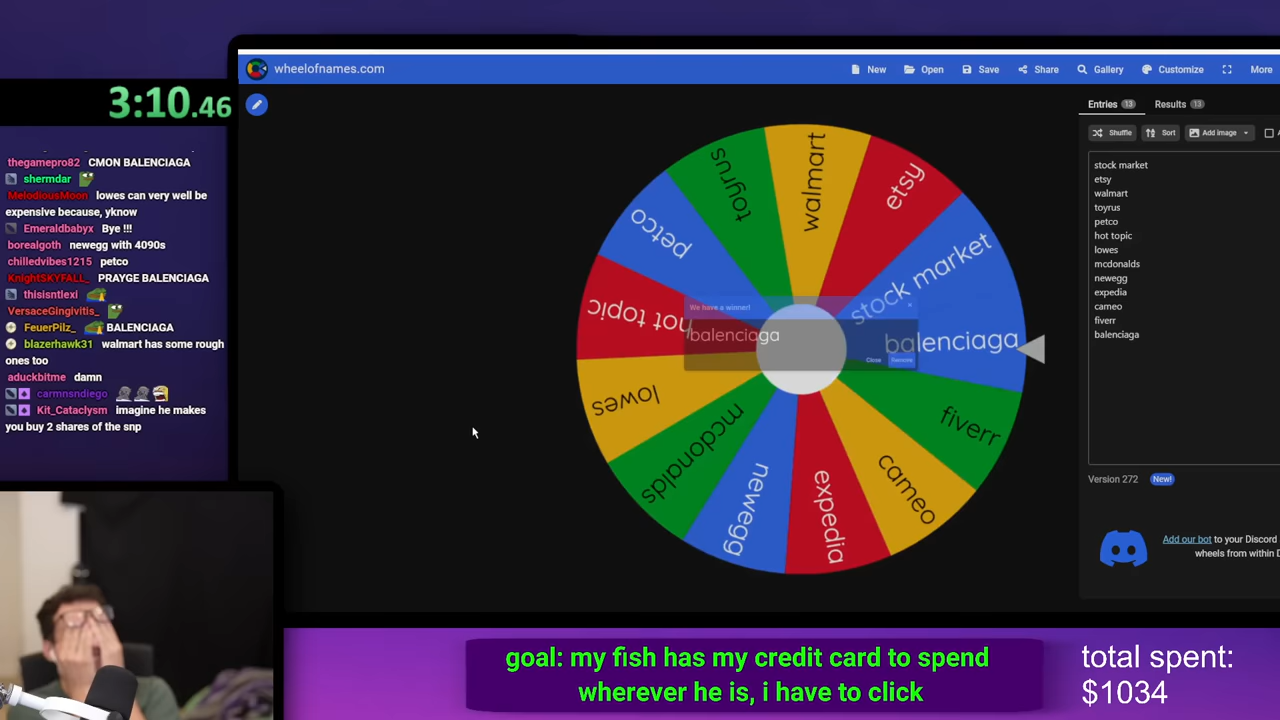 wheelofnames.com
New
Open
Save
Share
Gallery
Customize
More
3:10.46
thegamepro82 CMON BALENCIAGA
shermdar
MelodiousMoon lowes can very well be
expensive because, yknow
Emeraldbabyx Bye !!!
borealgoth newegg with 4090s
chilledvibes1215 petco
KnightSKYFALL_ PRAYGE BALENCIAGA
thisisntlexi
VersaceGingivitis_
FeuerPilz_ BALENCIAGA
blazerhawk31 walmart has some rough
ones too
aduckbitme damn
carmnsndiego
Kit_Cataclysm imagine he makes
you buy 2 shares of the snp
walmart
etsy
stock market
balenciaga
fiverr
cameo
expedia
newegg
mcdonalds
lowes
hot topic
petco
toyrus
We have a winner!
×
balenciaga
Close
Remove
Entries 13
Results 13
Shuffle
Sort
Add image
stock market
etsy
walmart
toyrus
petco
hot topic
lowes
mcdonalds
newegg
expedia
cameo
fiverr
balenciaga
Version 272 New!
Add our bot to your Discord
wheels from within D
goal: my fish has my credit card to spend
wherever he is, i have to click
total spent:
$1034